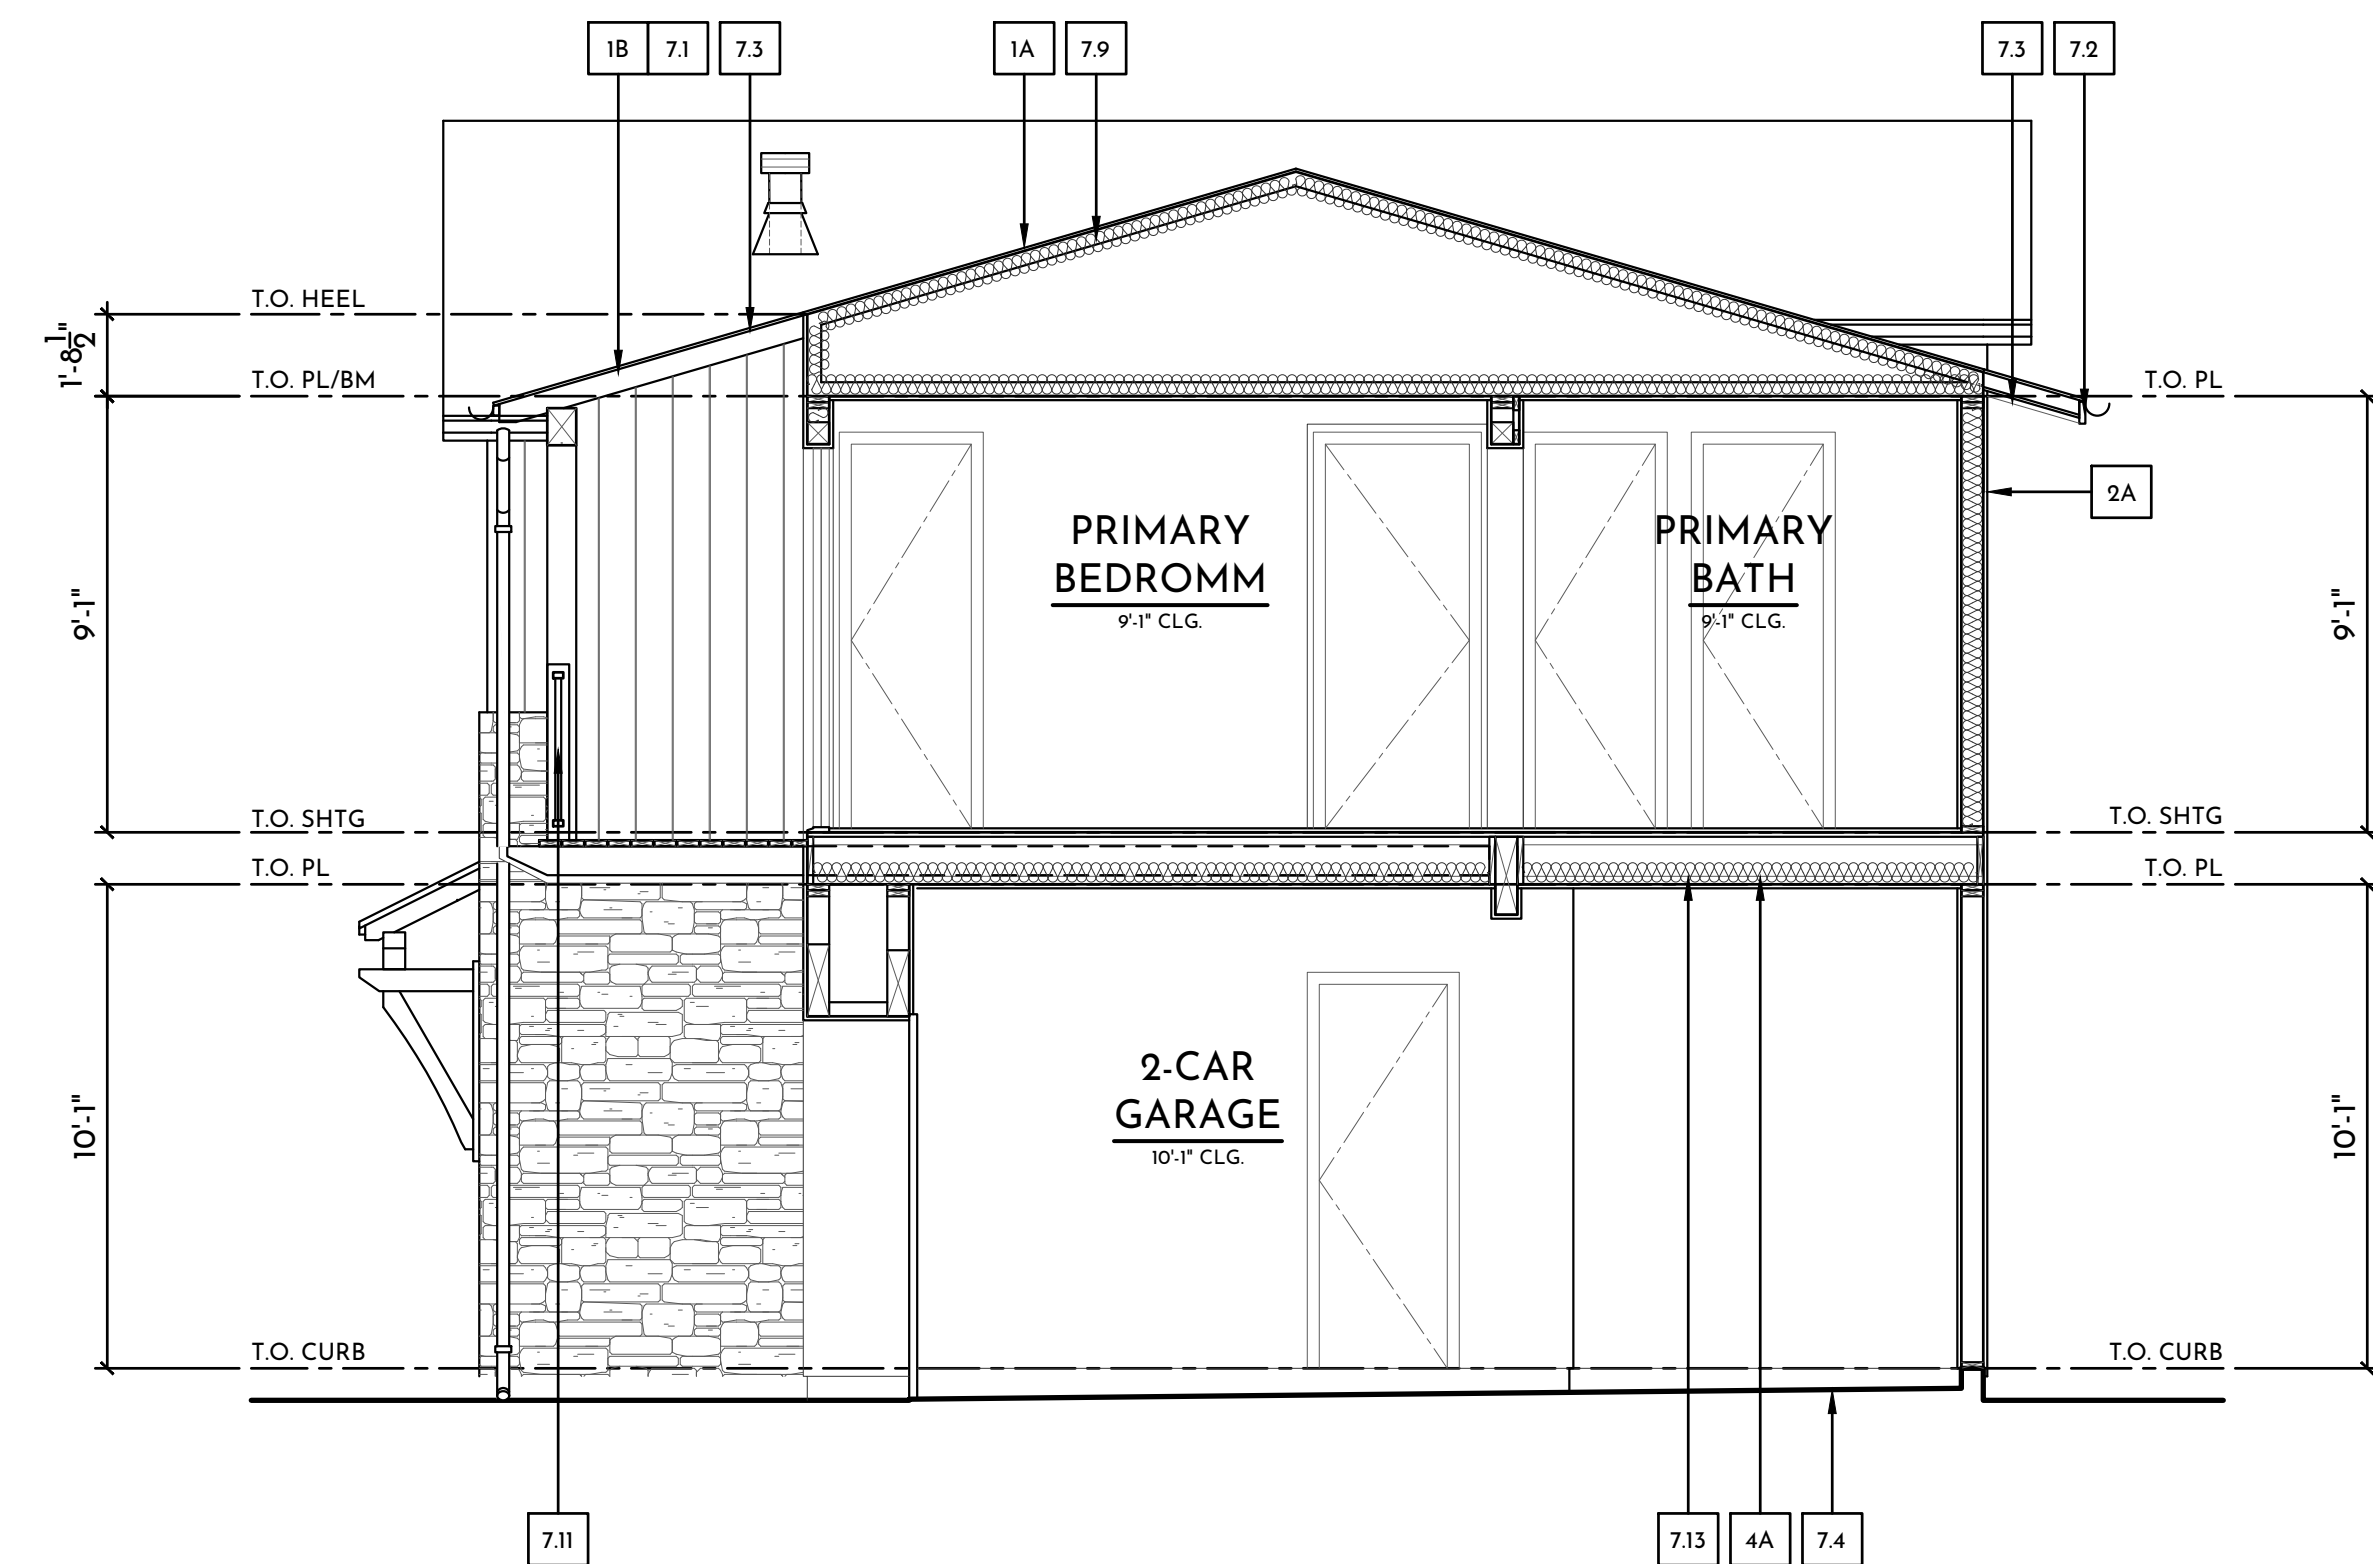 1B
7.1
7.3
1A
7.9
7.3
7.2
T.O. HEEL
1'-8 1/2"
T.O. PL/BM
T.O. PL
2A
PRIMARY
BEDROMM
9'-1" CLG.
PRIMARY
BATH
9'-1" CLG.
9'-1"
9'-1"
T.O. SHTG
T.O. SHTG
T.O. PL
T.O. PL
2-CAR
GARAGE
10'-1" CLG.
10'-1"
10'-1"
T.O. CURB
T.O. CURB
7.11
7.13
4A
7.4